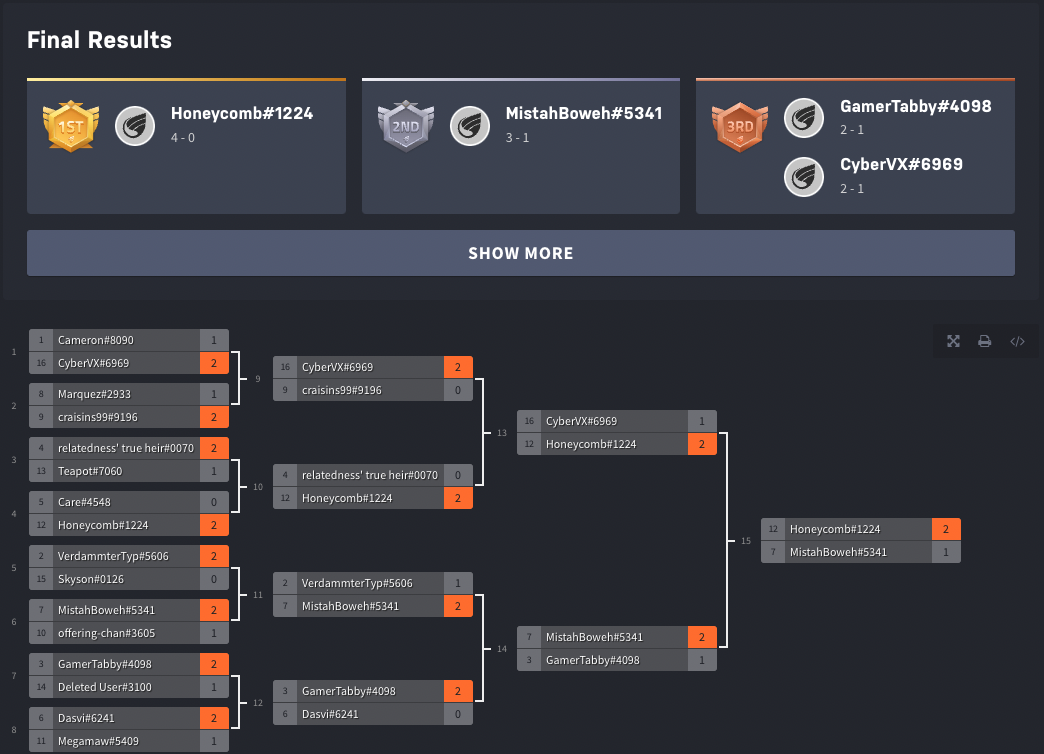 Final Results
1ST
Honeycomb#1224
4 - 0
2ND
MistahBoweh#5341
3 - 1
3RD
GamerTabby#4098
2 - 1
CyberVX#6969
2 - 1
SHOW MORE
1
1 Cameron#8090 1
16 CyberVX#6969 2
2
8 Marquez#2933 1
9 craisins99#9196 2
3
4 relatedness' true heir#0070 2
13 Teapot#7060 1
4
5 Care#4548 0
12 Honeycomb#1224 2
5
2 VerdammterTyp#5606 2
15 Skyson#0126 0
6
7 MistahBoweh#5341 2
10 offering-chan#3605 1
7
3 GamerTabby#4098 2
14 Deleted User#3100 1
8
6 Dasvi#6241 2
11 Megamaw#5409 1
9
16 CyberVX#6969 2
9 craisins99#9196 0
10
4 relatedness' true heir#0070 0
12 Honeycomb#1224 2
11
2 VerdammterTyp#5606 1
7 MistahBoweh#5341 2
12
3 GamerTabby#4098 2
6 Dasvi#6241 0
13
16 CyberVX#6969 1
12 Honeycomb#1224 2
14
7 MistahBoweh#5341 2
3 GamerTabby#4098 1
15
12 Honeycomb#1224 2
7 MistahBoweh#5341 1